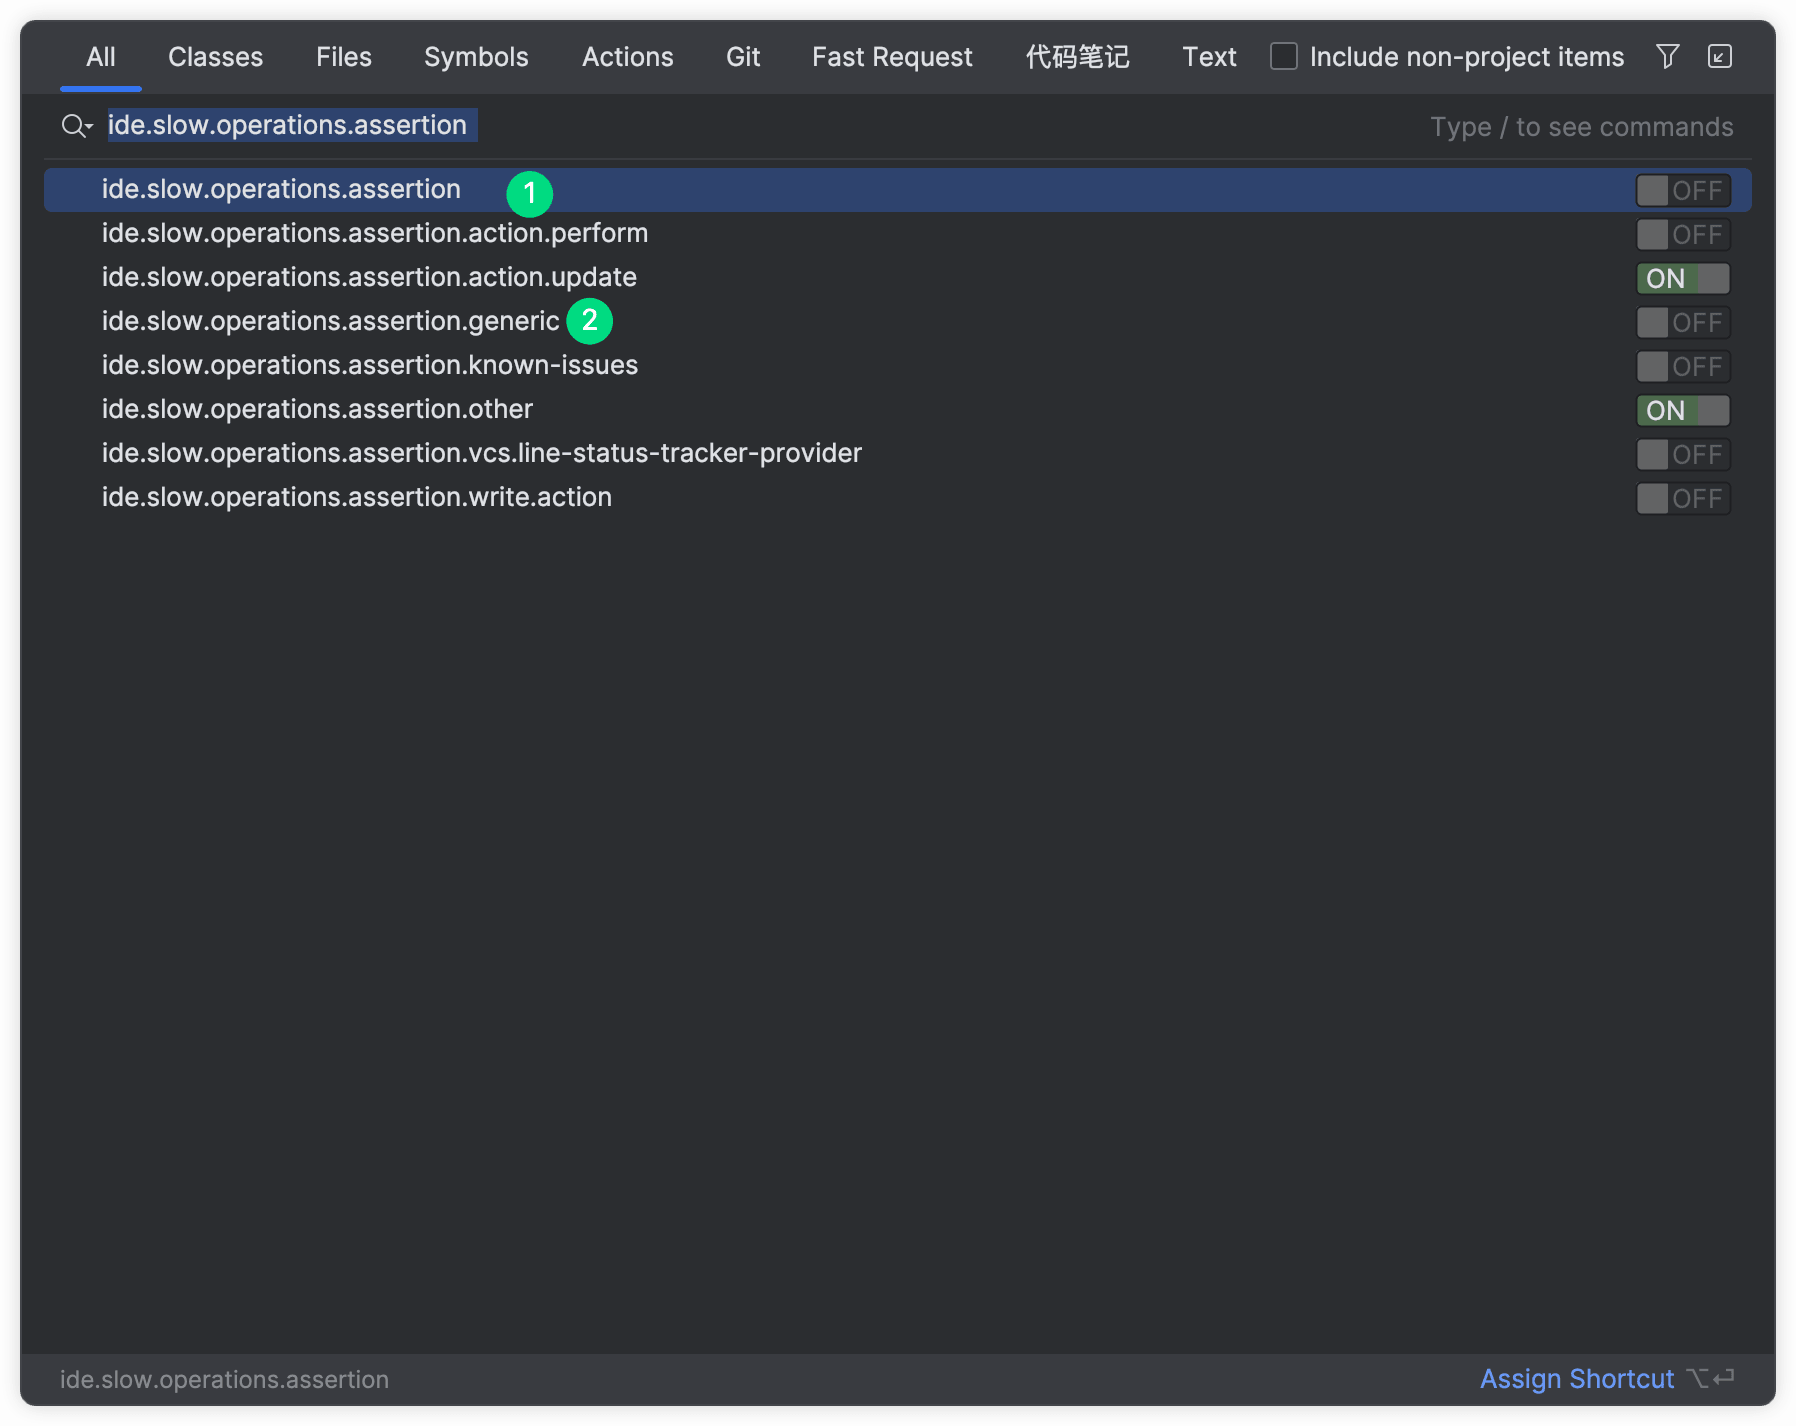 All Classes Files Symbols Actions Git Fast Request 代码笔记 Text Include non-project items
ide.slow.operations.assertion Type / to see commands
ide.slow.operations.assertion 1 OFF
ide.slow.operations.assertion.action.perform OFF
ide.slow.operations.assertion.action.update ON
ide.slow.operations.assertion.generic 2 OFF
ide.slow.operations.assertion.known-issues OFF
ide.slow.operations.assertion.other ON
ide.slow.operations.assertion.vcs.line-status-tracker-provider OFF
ide.slow.operations.assertion.write.action OFF
ide.slow.operations.assertion Assign Shortcut ⌥⏎